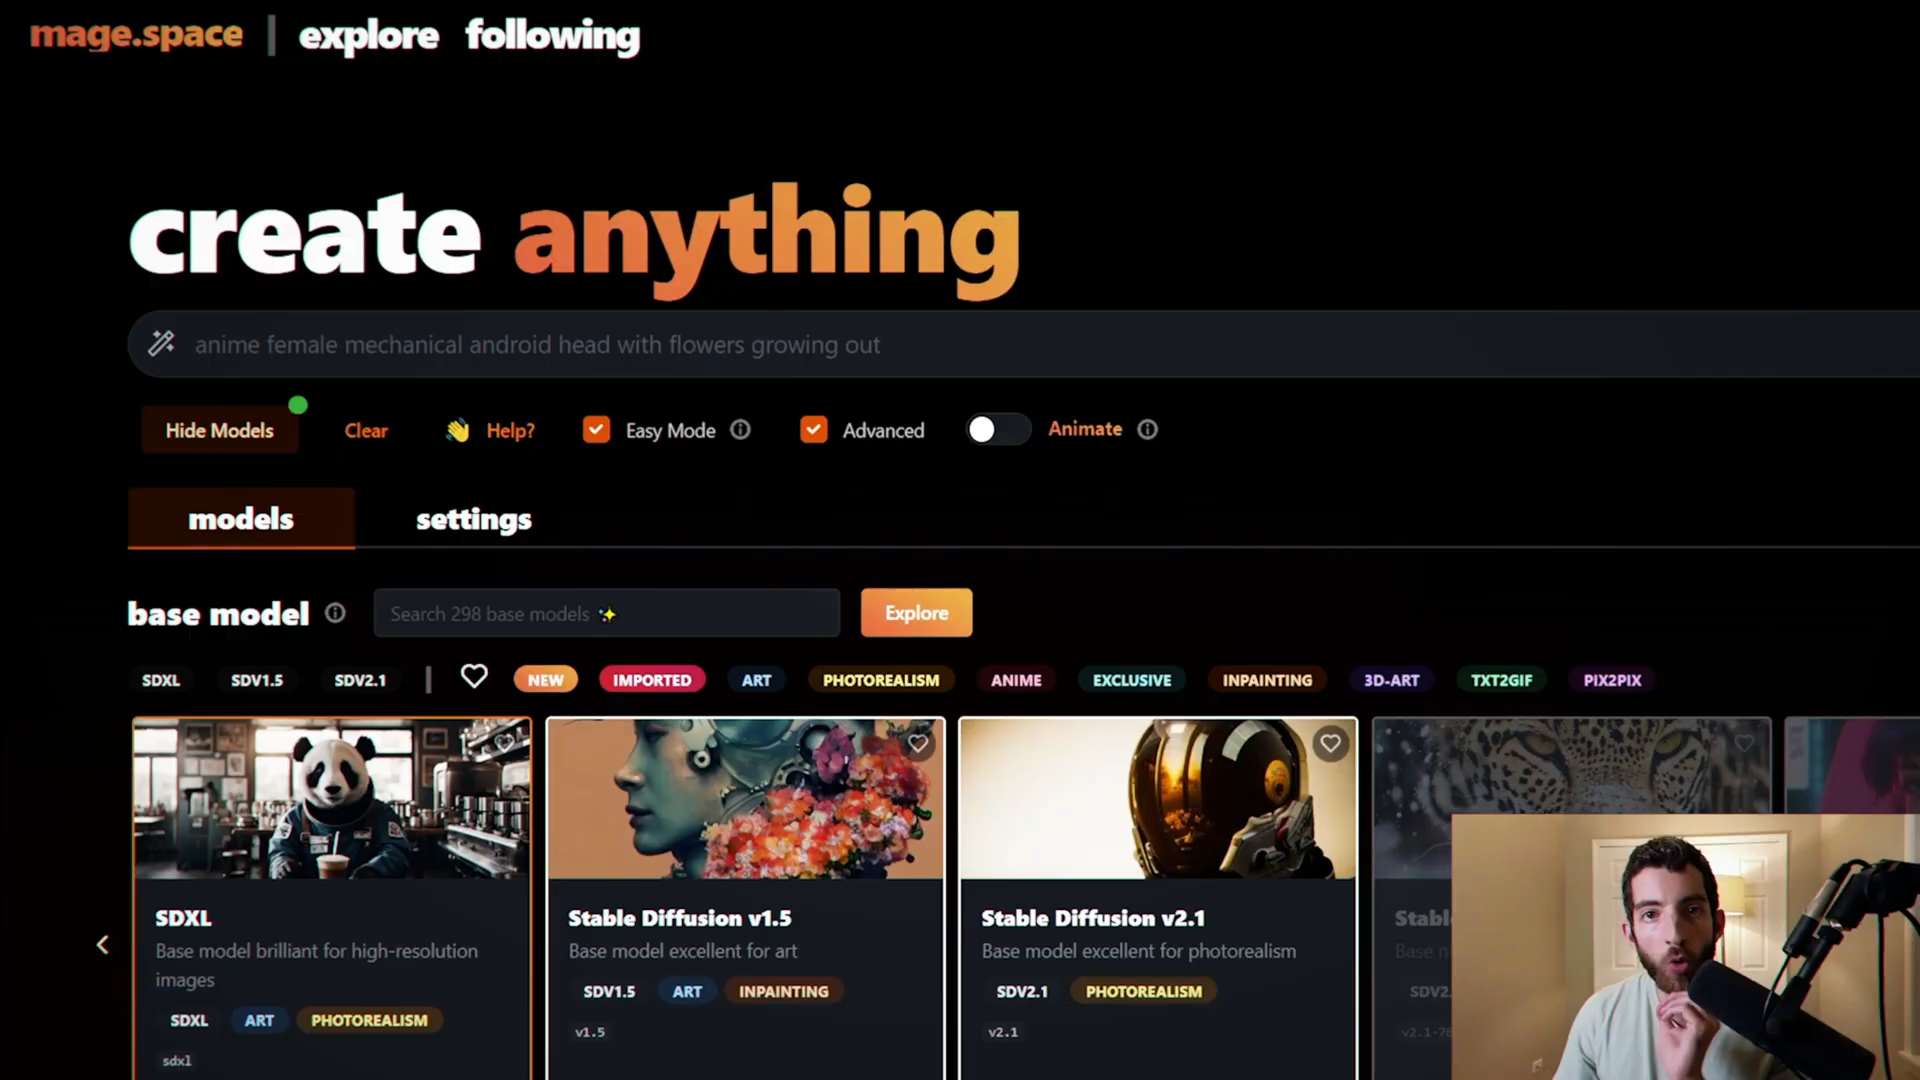 mage.space | explore following
create anything
anime female mechanical android head with flowers growing out
Hide Models Clear 👋 Help? Easy Mode Advanced Animate
models settings
base model Search 298 base models ✨ Explore
SDXL SDV1.5 SDV2.1 | NEW IMPORTED ART PHOTOREALISM ANIME EXCLUSIVE INPAINTING 3D-ART TXT2GIF PIX2PIX
SDXL
Base model brilliant for high-resolution
images
SDXL ART PHOTOREALISM
sdxl
Stable Diffusion v1.5
Base model excellent for art
SDV1.5 ART INPAINTING
v1.5
Stable Diffusion v2.1
Base model excellent for photorealism
SDV2.1 PHOTOREALISM
v2.1
Base